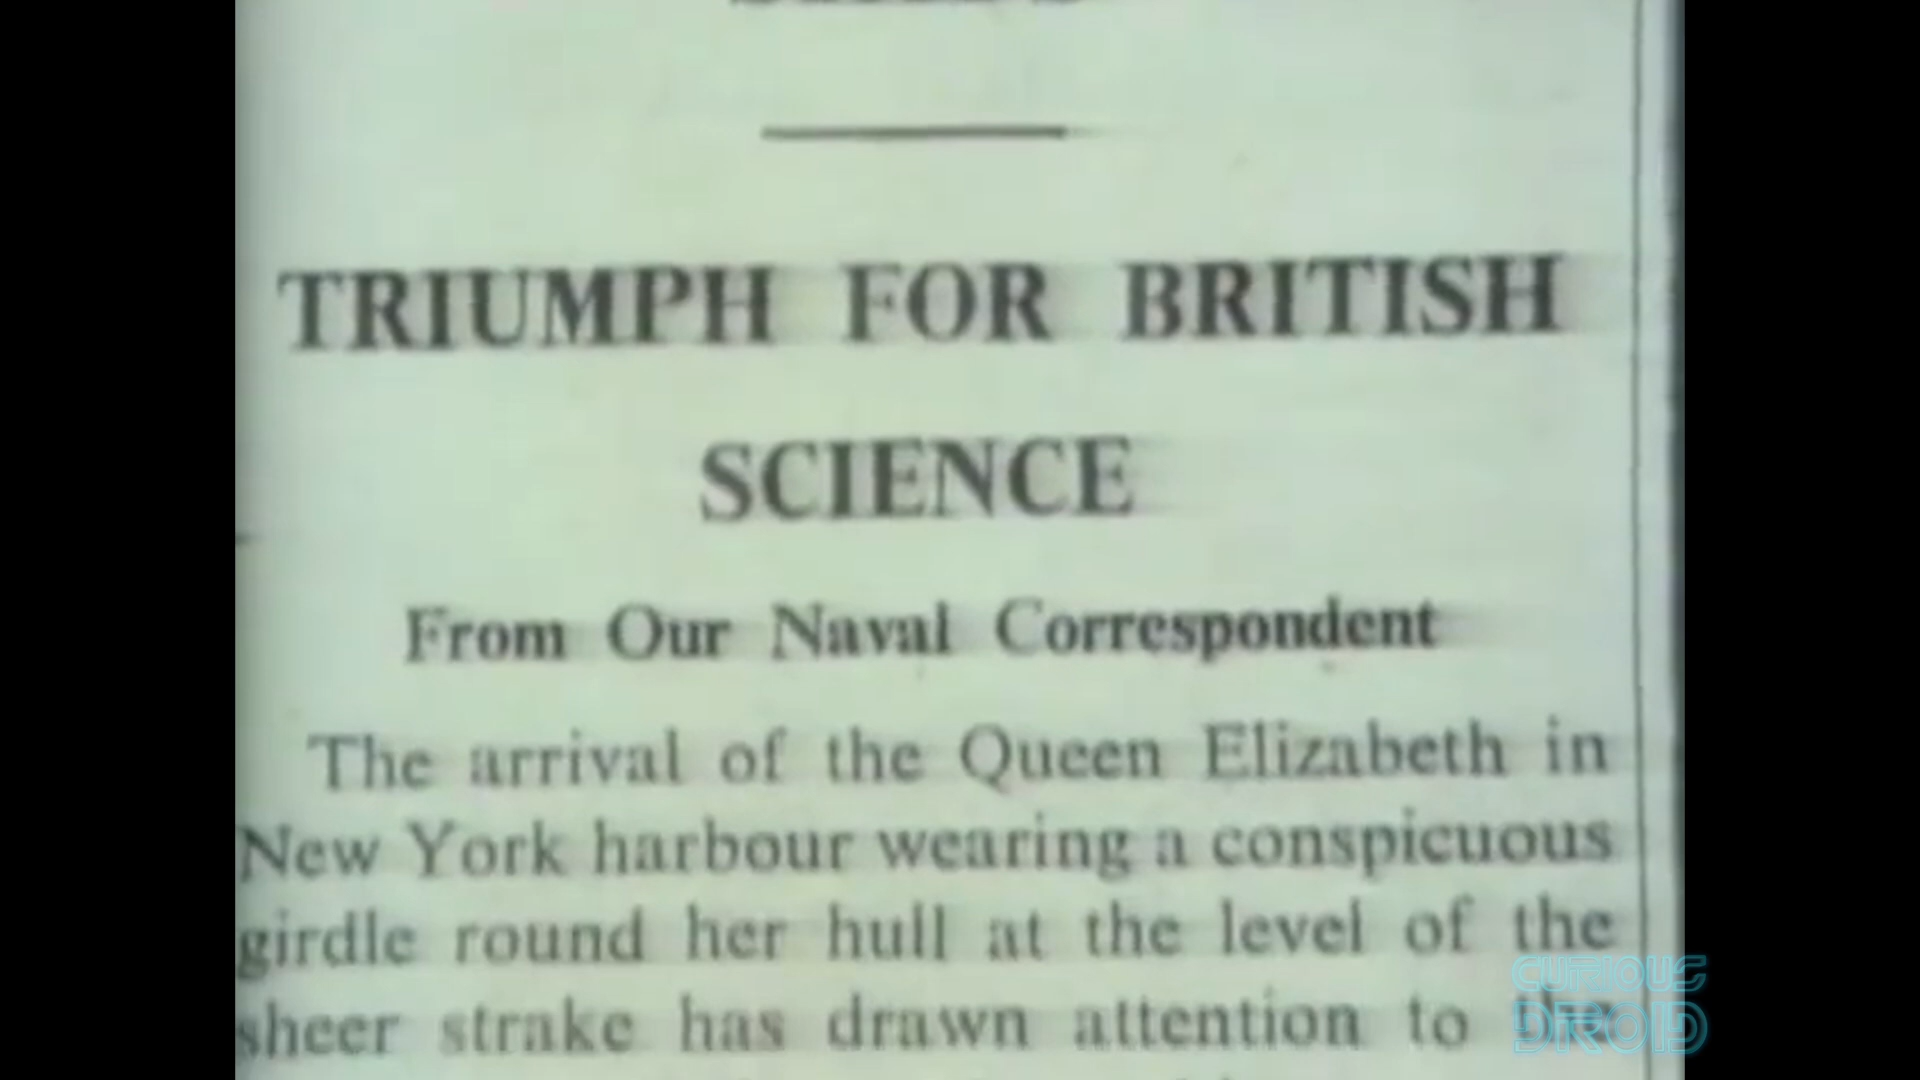 TRIUMPH FOR BRITISH
SCIENCE
From Our Naval Correspondent
The arrival of the Queen Elizabeth in
New York harbour wearing a conspicuous
girdle round her hull at the level of the
sheer strake has drawn attention to the
CURIOUS
DROID